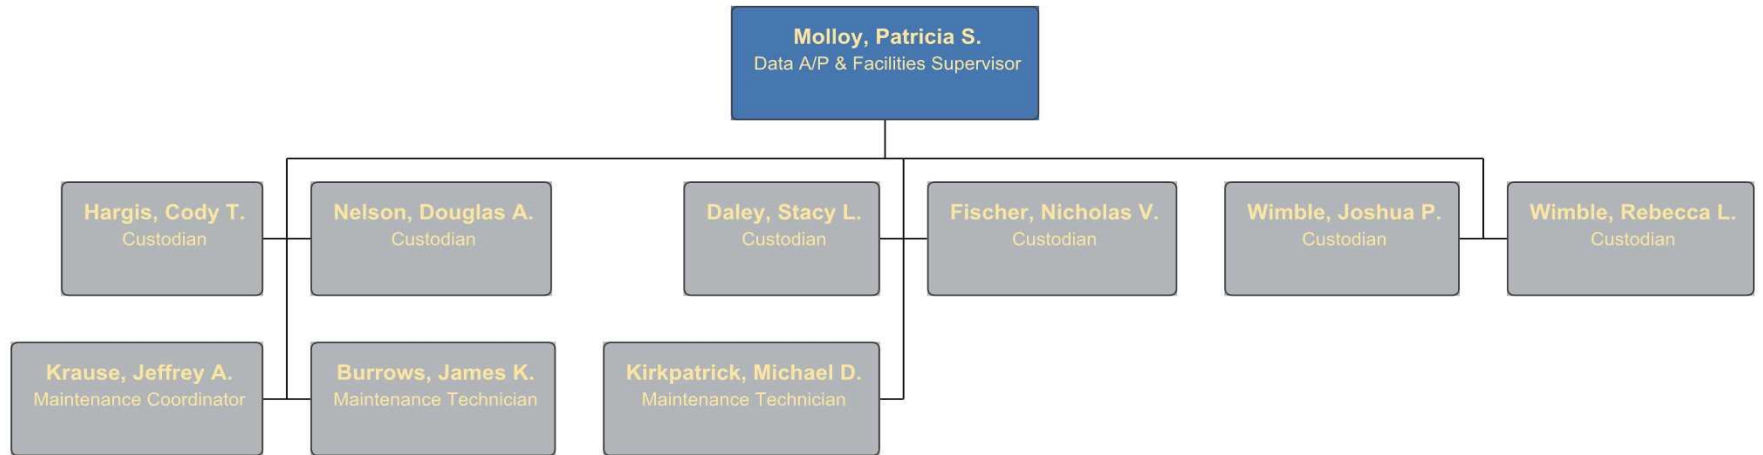 Molloy, Patricia S.
Data A/P & Facilities Supervisor
Hargis, Cody T.
Custodian
Nelson, Douglas A.
Custodian
Daley, Stacy L.
Custodian
Fischer, Nicholas V.
Custodian
Wimble, Joshua P.
Custodian
Wimble, Rebecca L.
Custodian
Krause, Jeffrey A.
Maintenance Coordinator
Burrows, James K.
Maintenance Technician
Kirkpatrick, Michael D.
Maintenance Technician